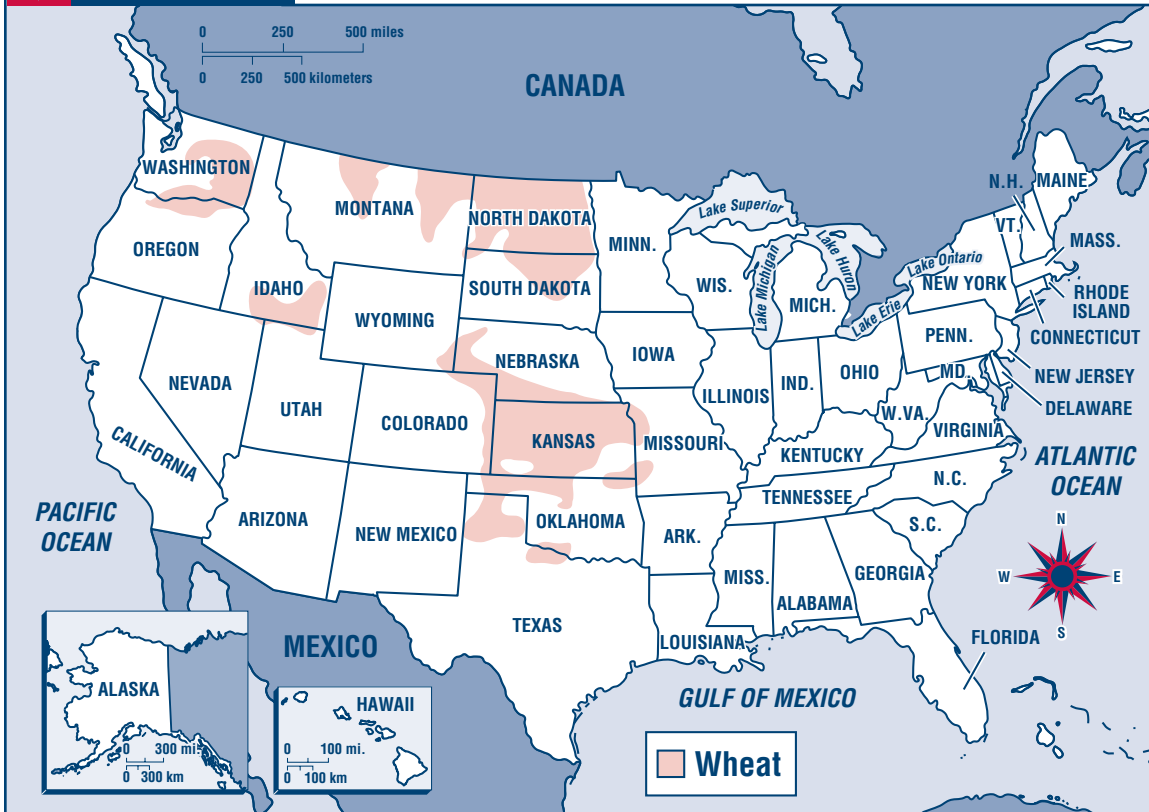 0 250 500 miles
0 250 500 kilometers
CANADA
WASHINGTON
MONTANA
NORTH DAKOTA
MINN.
Lake Superior
N.H.
MAINE
VT.
MASS.
OREGON
IDAHO
SOUTH DAKOTA
WIS.
Lake Michigan
Lake Huron
MICH.
Lake Ontario
NEW YORK
RHODE
ISLAND
WYOMING
Lake Erie
CONNECTICUT
NEBRASKA
IOWA
PENN.
NEW JERSEY
NEVADA
UTAH
COLORADO
ILLINOIS
IND.
OHIO
MD.
DELAWARE
W.VA.
VIRGINIA
CALIFORNIA
KANSAS
MISSOURI
KENTUCKY
ATLANTIC
OCEAN
N.C.
TENNESSEE
PACIFIC
OCEAN
ARIZONA
NEW MEXICO
OKLAHOMA
ARK.
S.C.
N
W
E
S
MISS.
ALABAMA
GEORGIA
TEXAS
LOUISIANA
FLORIDA
MEXICO
GULF OF MEXICO
ALASKA
0 300 mi.
0 300 km
HAWAII
0 100 mi.
0 100 km
Wheat